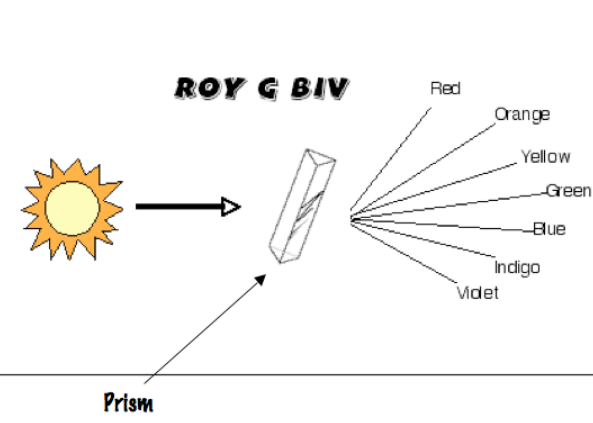 ROY G BIV
Red
Orange
Yellow
Green
Blue
Indigo
Violet
Prism